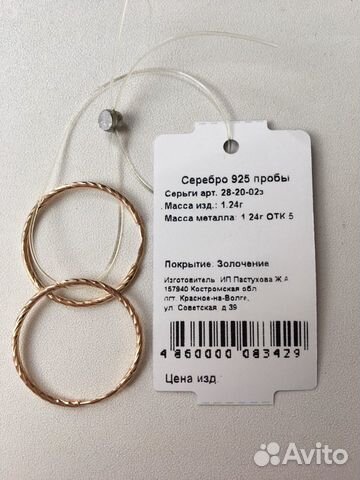 Серебро 925 пробы
Серьги арт. 28-20-02з
Масса изд.: 1.24г
Масса металла: 1 24г ОТК 5
Покрытие: Золочение
Изготовитель ИП Пастухова Ж.А
157940 Костромская обл
пгт. Красное-на-Волге,
ул. Советская д 39
4 860000 083429
Цена изд.
Avito